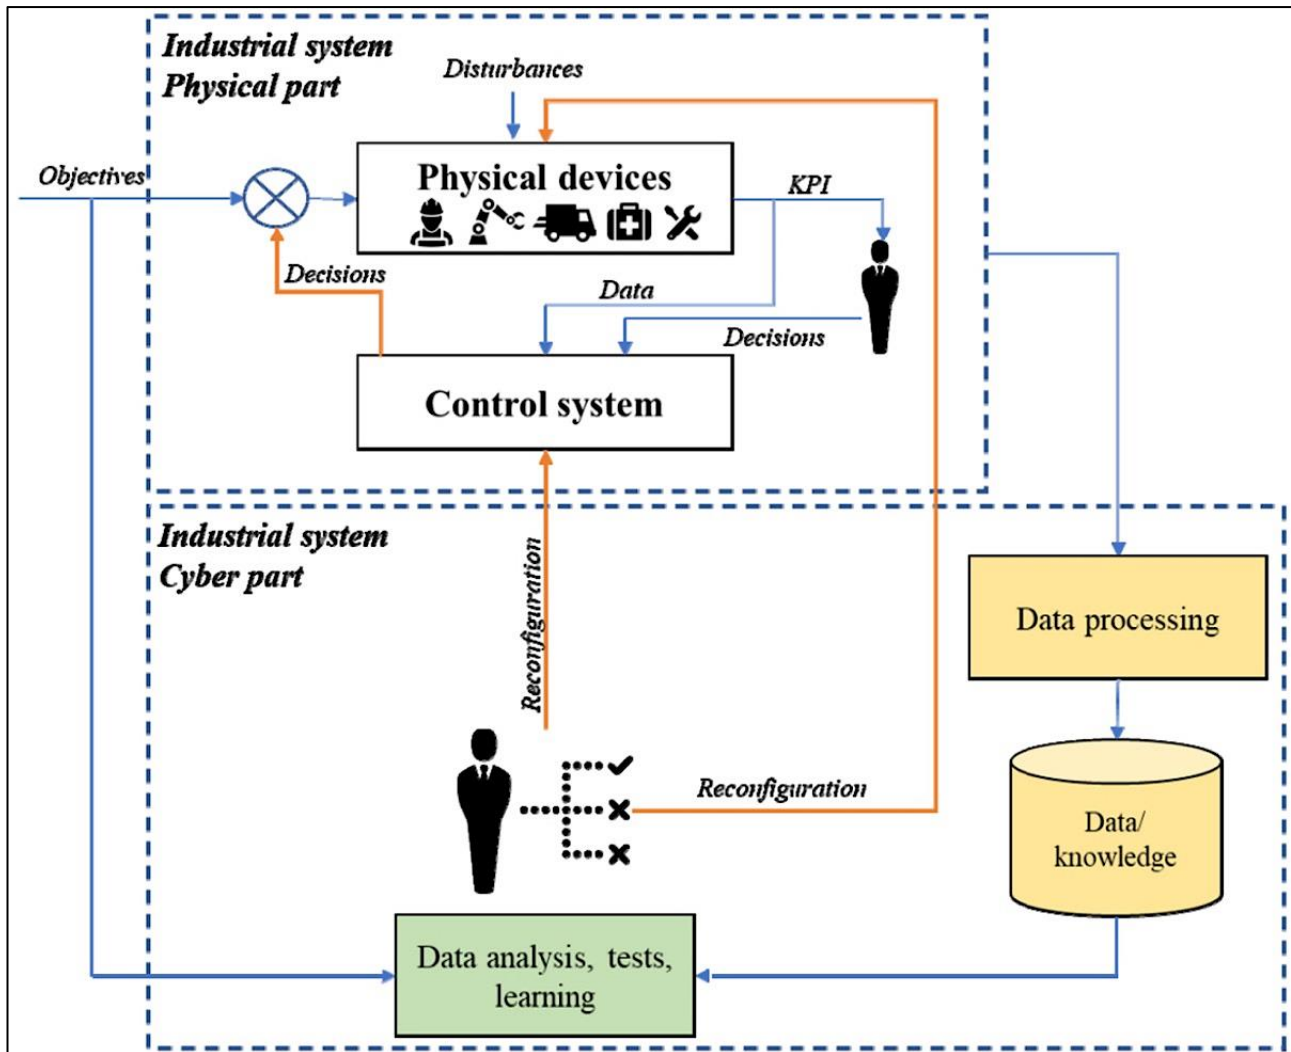 Industrial system
Physical part
Disturbances
Objectives
Physical devices
KPI
Decisions
Data
Decisions
Control system
Industrial system
Cyber part
Reconfiguration
Data processing
Reconfiguration
Data/
knowledge
Data analysis, tests,
learning